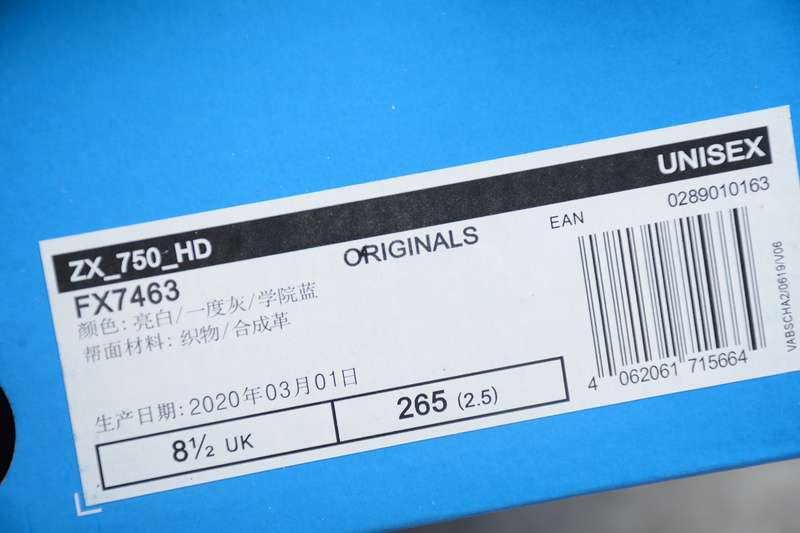 UNISEX
ZX_750_HD
0289010163
FX7463
ORIGINALS
EAN
颜色: 亮白/一度灰/学院蓝
帮面材料: 织物/合成革
生产日期: 2020年03月01日
8½ UK
265 (2.5)
4 062061 715664
VABSCHA2/0619/V06